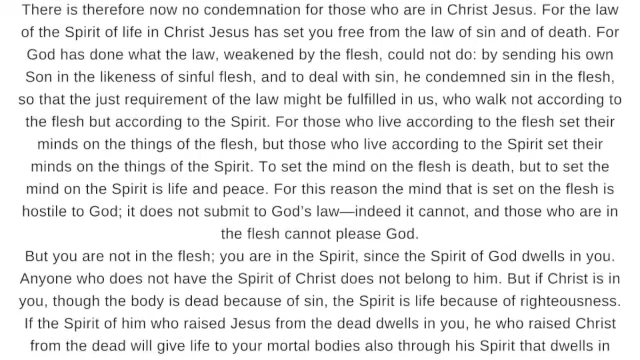 There is therefore now no condemnation for those who are in Christ Jesus. For the law
of the Spirit of life in Christ Jesus has set you free from the law of sin and of death. For
God has done what the law, weakened by the flesh, could not do: by sending his own
Son in the likeness of sinful flesh, and to deal with sin, he condemned sin in the flesh,
so that the just requirement of the law might be fulfilled in us, who walk not according to
the flesh but according to the Spirit. For those who live according to the flesh set their
minds on the things of the flesh, but those who live according to the Spirit set their
minds on the things of the Spirit. To set the mind on the flesh is death, but to set the
mind on the Spirit is life and peace. For this reason the mind that is set on the flesh is
hostile to God; it does not submit to God’s law—indeed it cannot, and those who are in
the flesh cannot please God.
But you are not in the flesh; you are in the Spirit, since the Spirit of God dwells in you.
Anyone who does not have the Spirit of Christ does not belong to him. But if Christ is in
you, though the body is dead because of sin, the Spirit is life because of righteousness.
If the Spirit of him who raised Jesus from the dead dwells in you, he who raised Christ
from the dead will give life to your mortal bodies also through his Spirit that dwells in